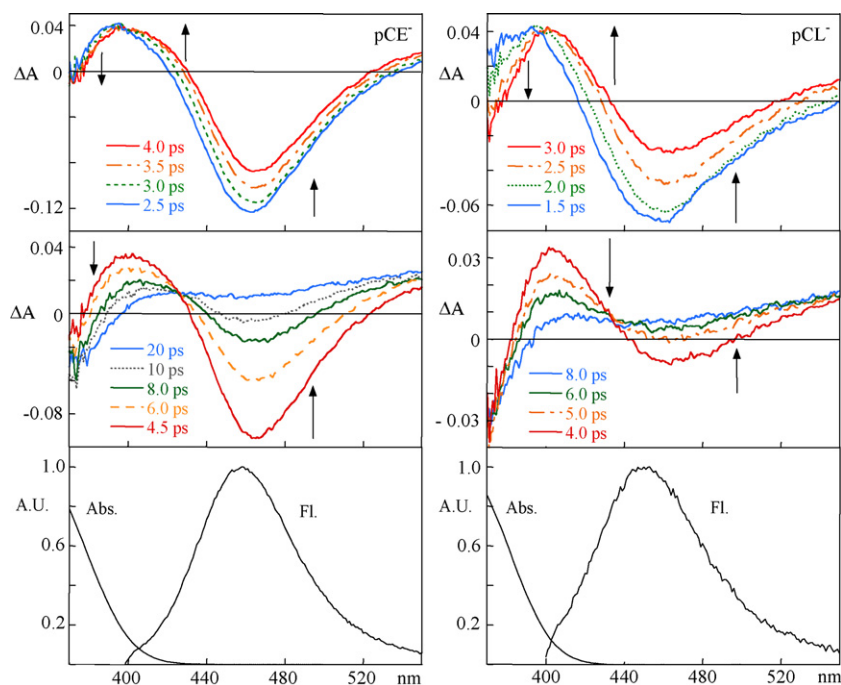 0.04
pCE⁻
ΔA
0
4.0 ps
3.5 ps
3.0 ps
2.5 ps
-0.12
0.04
pCL⁻
ΔA
0
3.0 ps
2.5 ps
2.0 ps
1.5 ps
-0.06
0.04
ΔA
0
20 ps
10 ps
8.0 ps
6.0 ps
4.5 ps
-0.08
0.03
ΔA
0
8.0 ps
6.0 ps
5.0 ps
4.0 ps
- 0.03
1.0
A.U.
Abs.
Fl.
0.6
0.2
400 440 480 520 nm
1.0
A.U.
Abs.
Fl.
0.6
0.2
400 440 480 520 nm